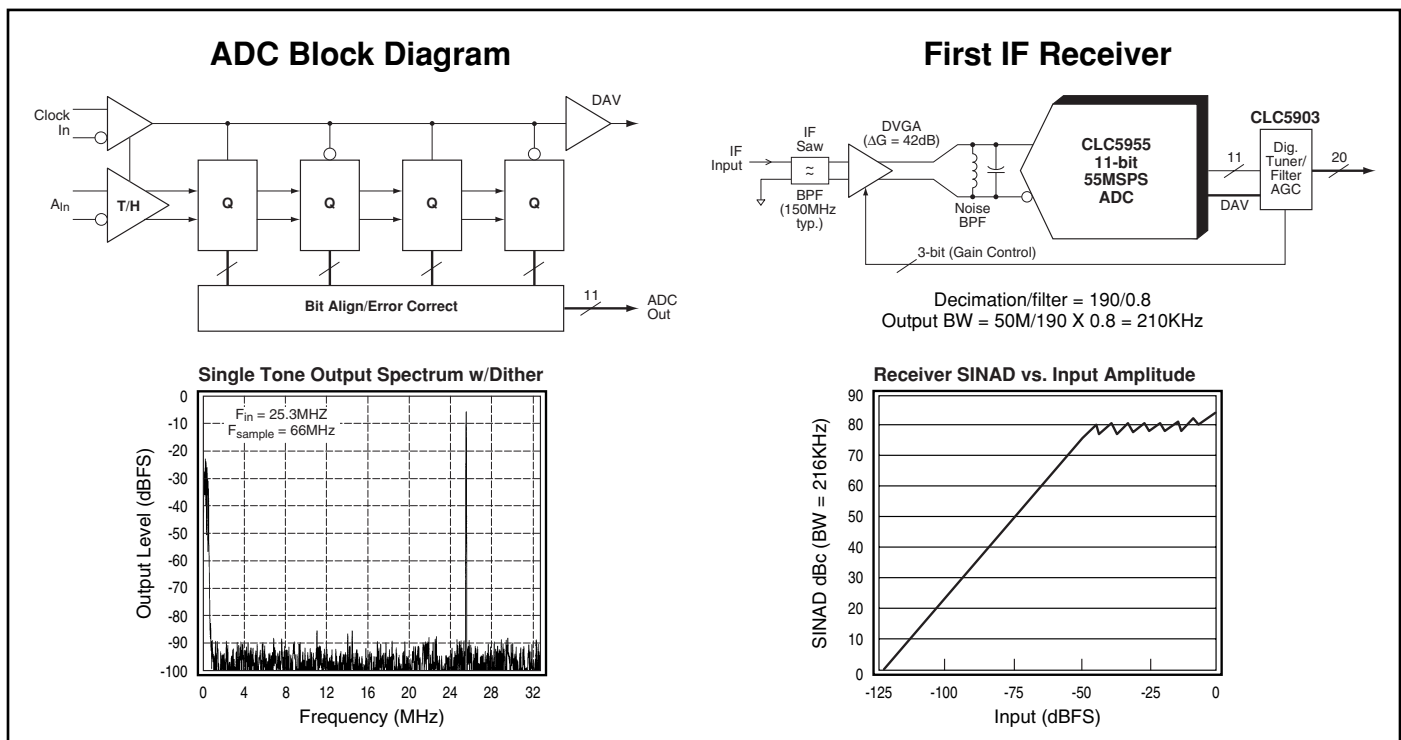 ADC Block Diagram
Clock
In
DAV
AIn
T/H
Q
Q
Q
Q
Bit Align/Error Correct
11
ADC
Out
First IF Receiver
IF
Input
IF
Saw
≈
BPF
(150MHz
typ.)
DVGA
(ΔG = 42dB)
Noise
BPF
CLC5955
11-bit
55MSPS
ADC
11
DAV
CLC5903
Dig.
Tuner/
Filter
AGC
20
3-bit (Gain Control)
Decimation/filter = 190/0.8
Output BW = 50M/190 X 0.8 = 210KHz
Single Tone Output Spectrum w/Dither
Fin = 25.3MHZ
Fsample = 66MHz
Output Level (dBFS)
0
-10
-20
-30
-40
-50
-60
-70
-80
-90
-100
0 4 8 12 16 20 24 28 32
Frequency (MHz)
Receiver SINAD vs. Input Amplitude
SINAD dBc (BW = 216KHz)
90
80
70
60
50
40
30
20
10
0
-125 -100 -75 -50 -25 0
Input (dBFS)